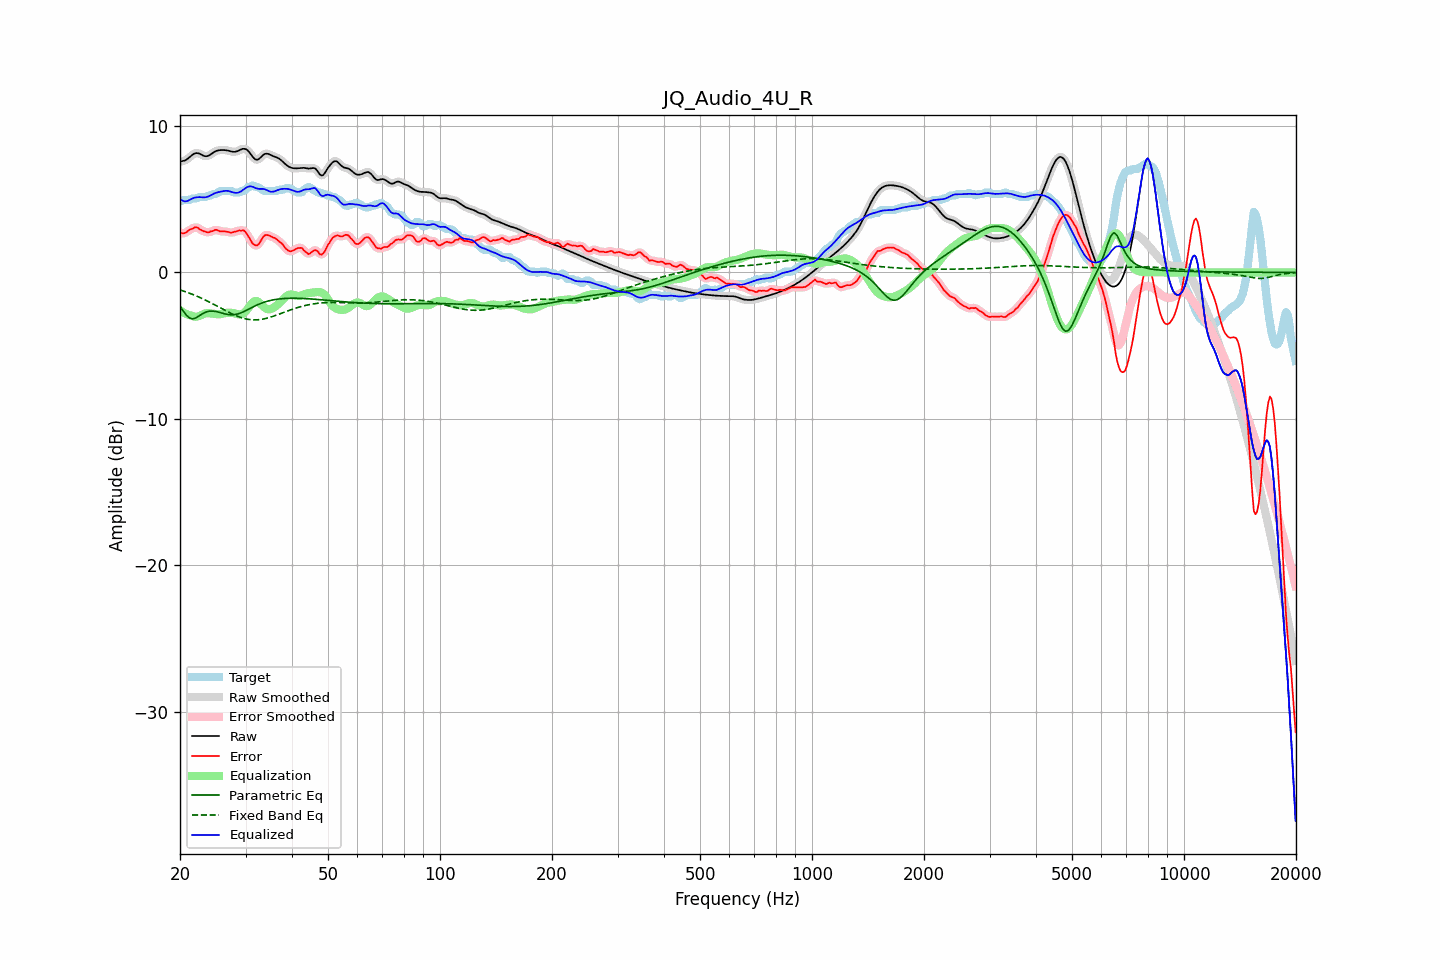 JQ_Audio_4U_R
10
0
−10
−20
−30
Amplitude (dBr)
Target
Raw Smoothed
Error Smoothed
Raw
Error
Equalization
Parametric Eq
Fixed Band Eq
Equalized
20 50 100 200 500 1000 2000 5000 10000 20000
Frequency (Hz)